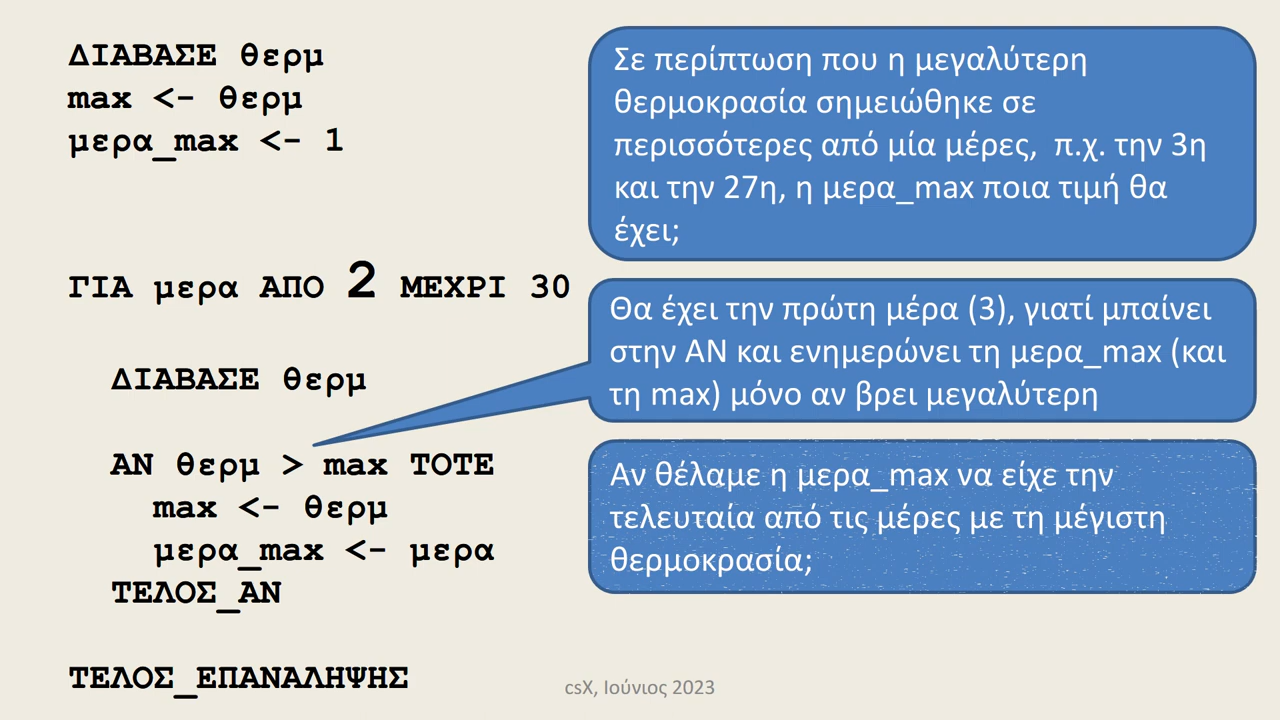 ΔΙΑΒΑΣΕ θερμ
max <- θερμ
μερα_max <- 1
ΓΙΑ μερα ΑΠΟ 2 ΜΕΧΡΙ 30
ΔΙΑΒΑΣΕ θερμ
ΑΝ θερμ > max ΤΟΤΕ
max <- θερμ
μερα_max <- μερα
ΤΕΛΟΣ_ΑΝ
ΤΕΛΟΣ_ΕΠΑΝΑΛΗΨΗΣ
Σε περίπτωση που η μεγαλύτερη
θερμοκρασία σημειώθηκε σε
περισσότερες από μία μέρες, π.χ. την 3η
και την 27η, η μερα_max ποια τιμή θα
έχει;
Θα έχει την πρώτη μέρα (3), γιατί μπαίνει
στην ΑΝ και ενημερώνει τη μερα_max (και
τη max) μόνο αν βρει μεγαλύτερη
Αν θέλαμε η μερα_max να είχε την
τελευταία από τις μέρες με τη μέγιστη
θερμοκρασία;
csX, Ιούνιος 2023